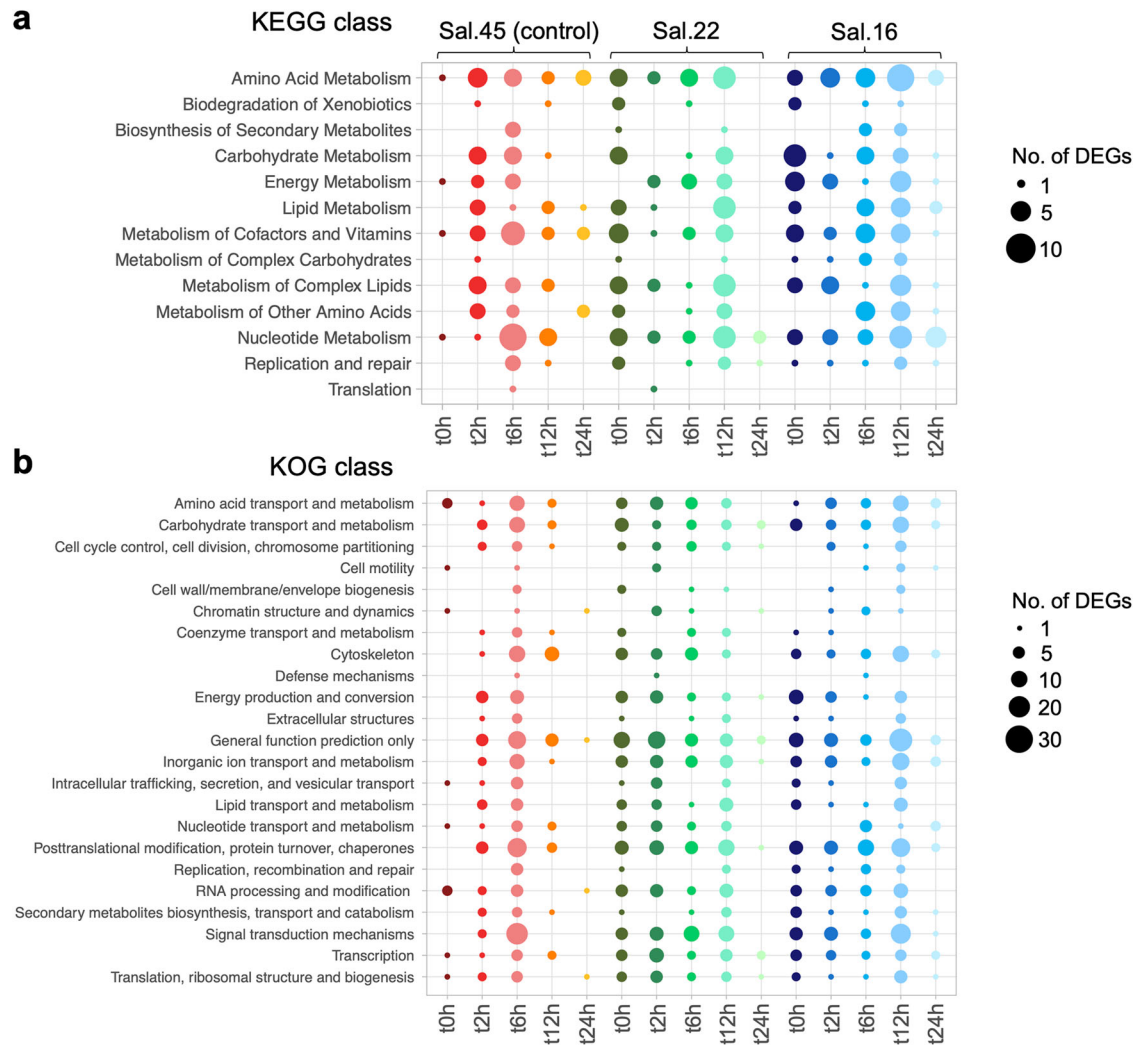 a
KEGG class
Sal.45 (control)
Sal.22
Sal.16
Amino Acid Metabolism
Biodegradation of Xenobiotics
Biosynthesis of Secondary Metabolites
Carbohydrate Metabolism
Energy Metabolism
Lipid Metabolism
Metabolism of Cofactors and Vitamins
Metabolism of Complex Carbohydrates
Metabolism of Complex Lipids
Metabolism of Other Amino Acids
Nucleotide Metabolism
Replication and repair
Translation
t0h t2h t6h t12h t24h t0h t2h t6h t12h t24h t0h t2h t6h t12h t24h
No. of DEGs
1
5
10
b
KOG class
Amino acid transport and metabolism
Carbohydrate transport and metabolism
Cell cycle control, cell division, chromosome partitioning
Cell motility
Cell wall/membrane/envelope biogenesis
Chromatin structure and dynamics
Coenzyme transport and metabolism
Cytoskeleton
Defense mechanisms
Energy production and conversion
Extracellular structures
General function prediction only
Inorganic ion transport and metabolism
Intracellular trafficking, secretion, and vesicular transport
Lipid transport and metabolism
Nucleotide transport and metabolism
Posttranslational modification, protein turnover, chaperones
Replication, recombination and repair
RNA processing and modification
Secondary metabolites biosynthesis, transport and catabolism
Signal transduction mechanisms
Transcription
Translation, ribosomal structure and biogenesis
t0h t2h t6h t12h t24h t0h t2h t6h t12h t24h t0h t2h t6h t12h t24h
No. of DEGs
1
5
10
20
30